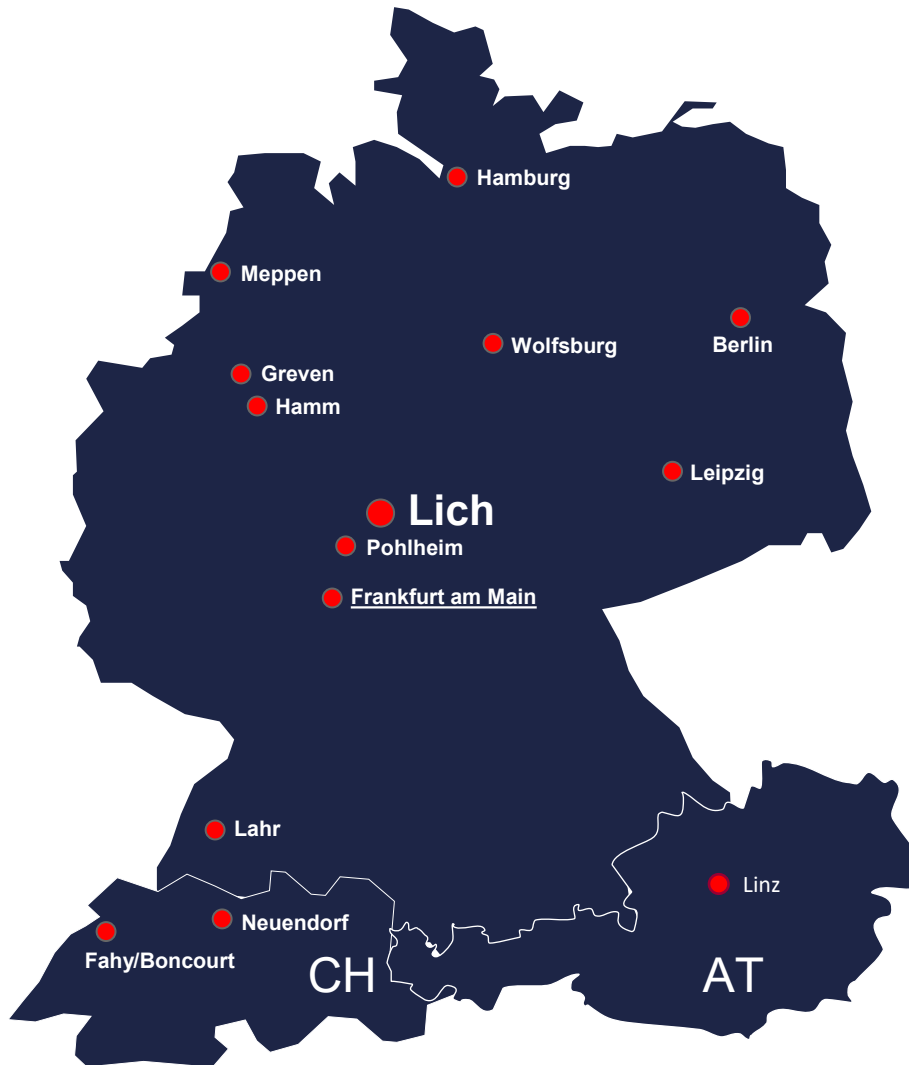 Hamburg
Meppen
Wolfsburg
Berlin
Greven
Hamm
Leipzig
Lich
Pohlheim
Frankfurt am Main
Lahr
Linz
Neuendorf
Fahy/Boncourt
CH
AT